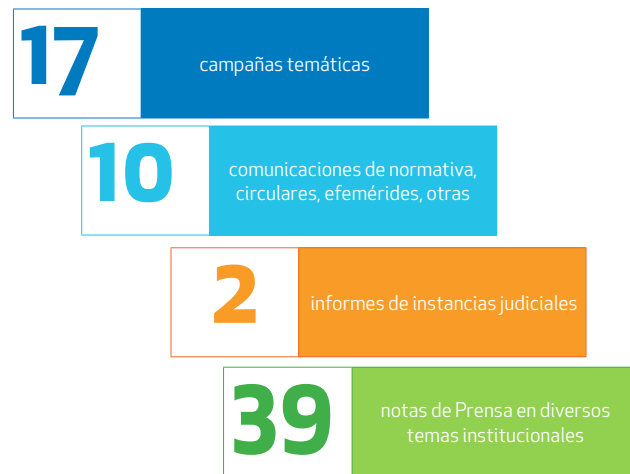 17
campañas temáticas
10
comunicaciones de normativa,
circulares, efemérides, otras
2
informes de instancias judiciales
39
notas de Prensa en diversos
temas institucionales